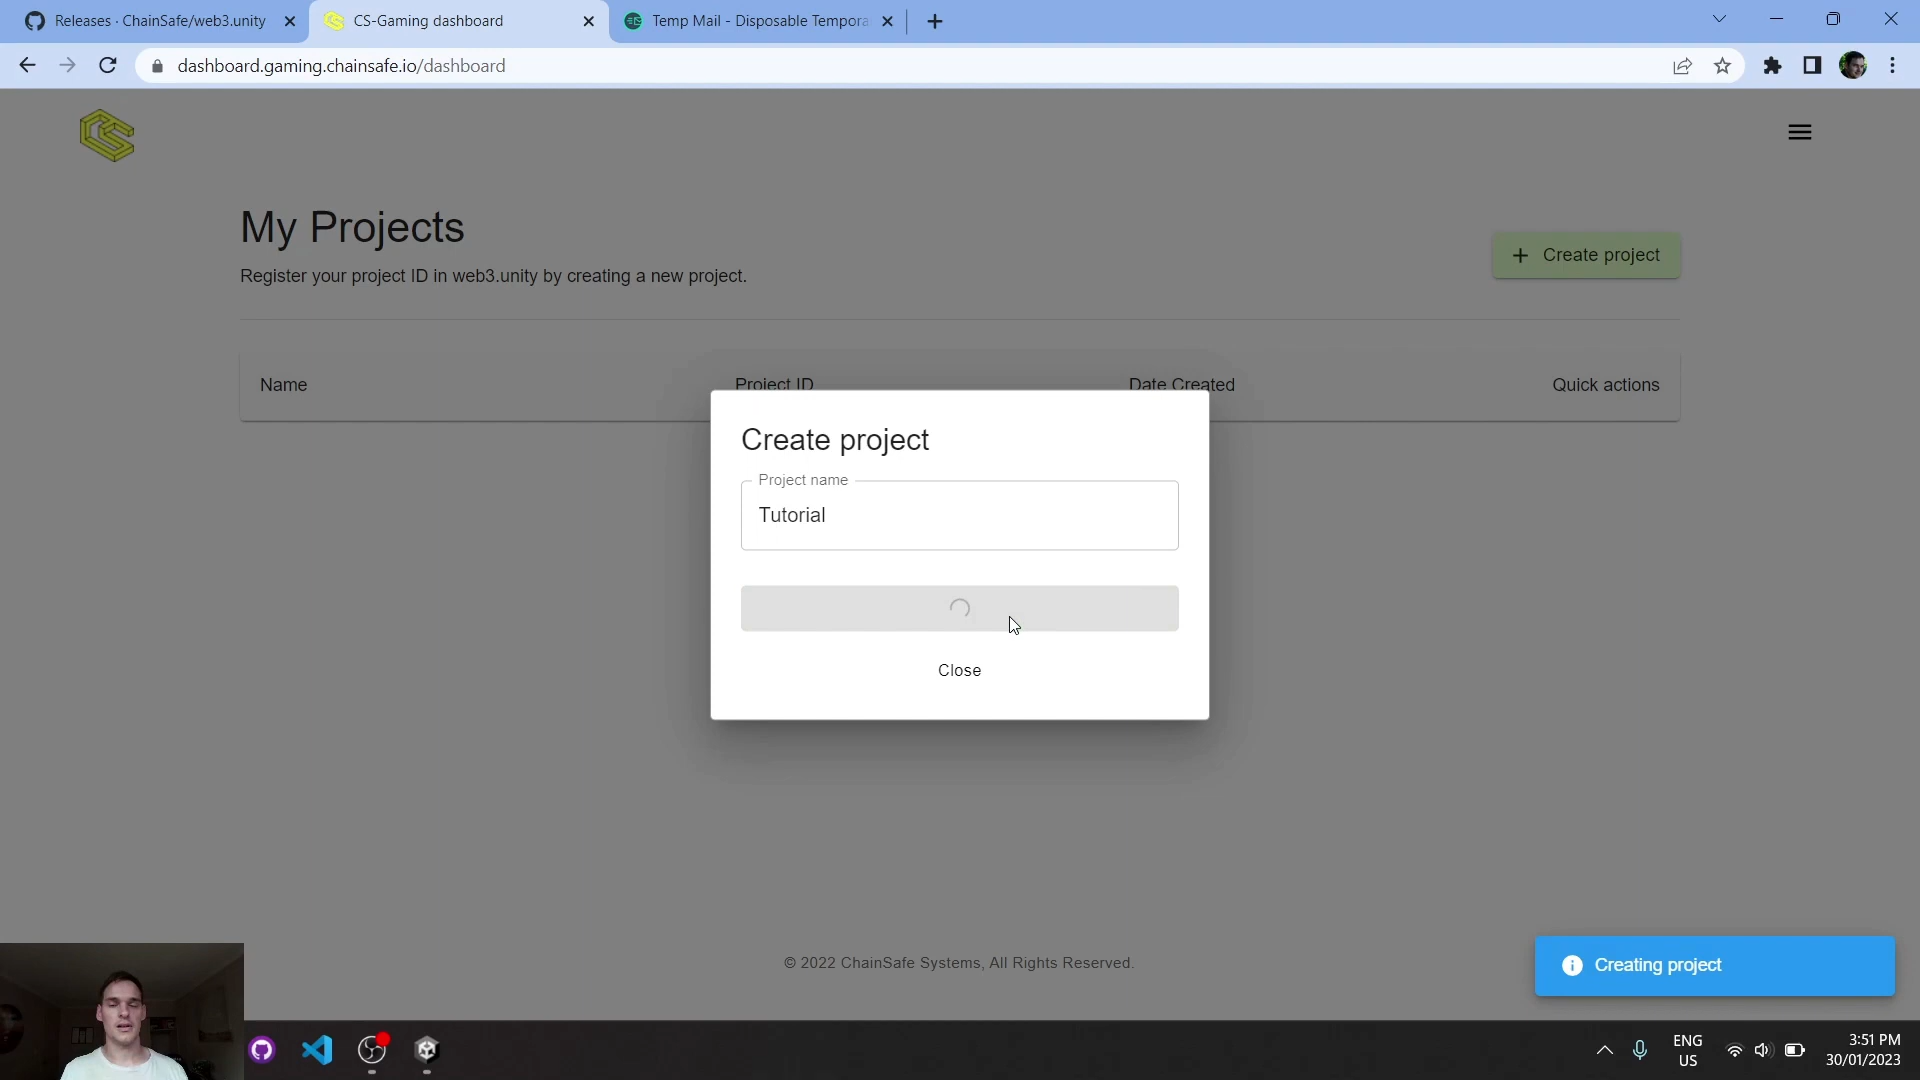 Releases · ChainSafe/web3.unity
CS-Gaming dashboard
Temp Mail - Disposable Tempora
dashboard.gaming.chainsafe.io/dashboard
CS
My Projects
Register your project ID in web3.unity by creating a new project.
Create project
Name
Project ID
Date Created
Quick actions
Create project
Project name
Tutorial
Close
© 2022 ChainSafe Systems, All Rights Reserved.
Creating project
ENG
US
3:51 PM
30/01/2023